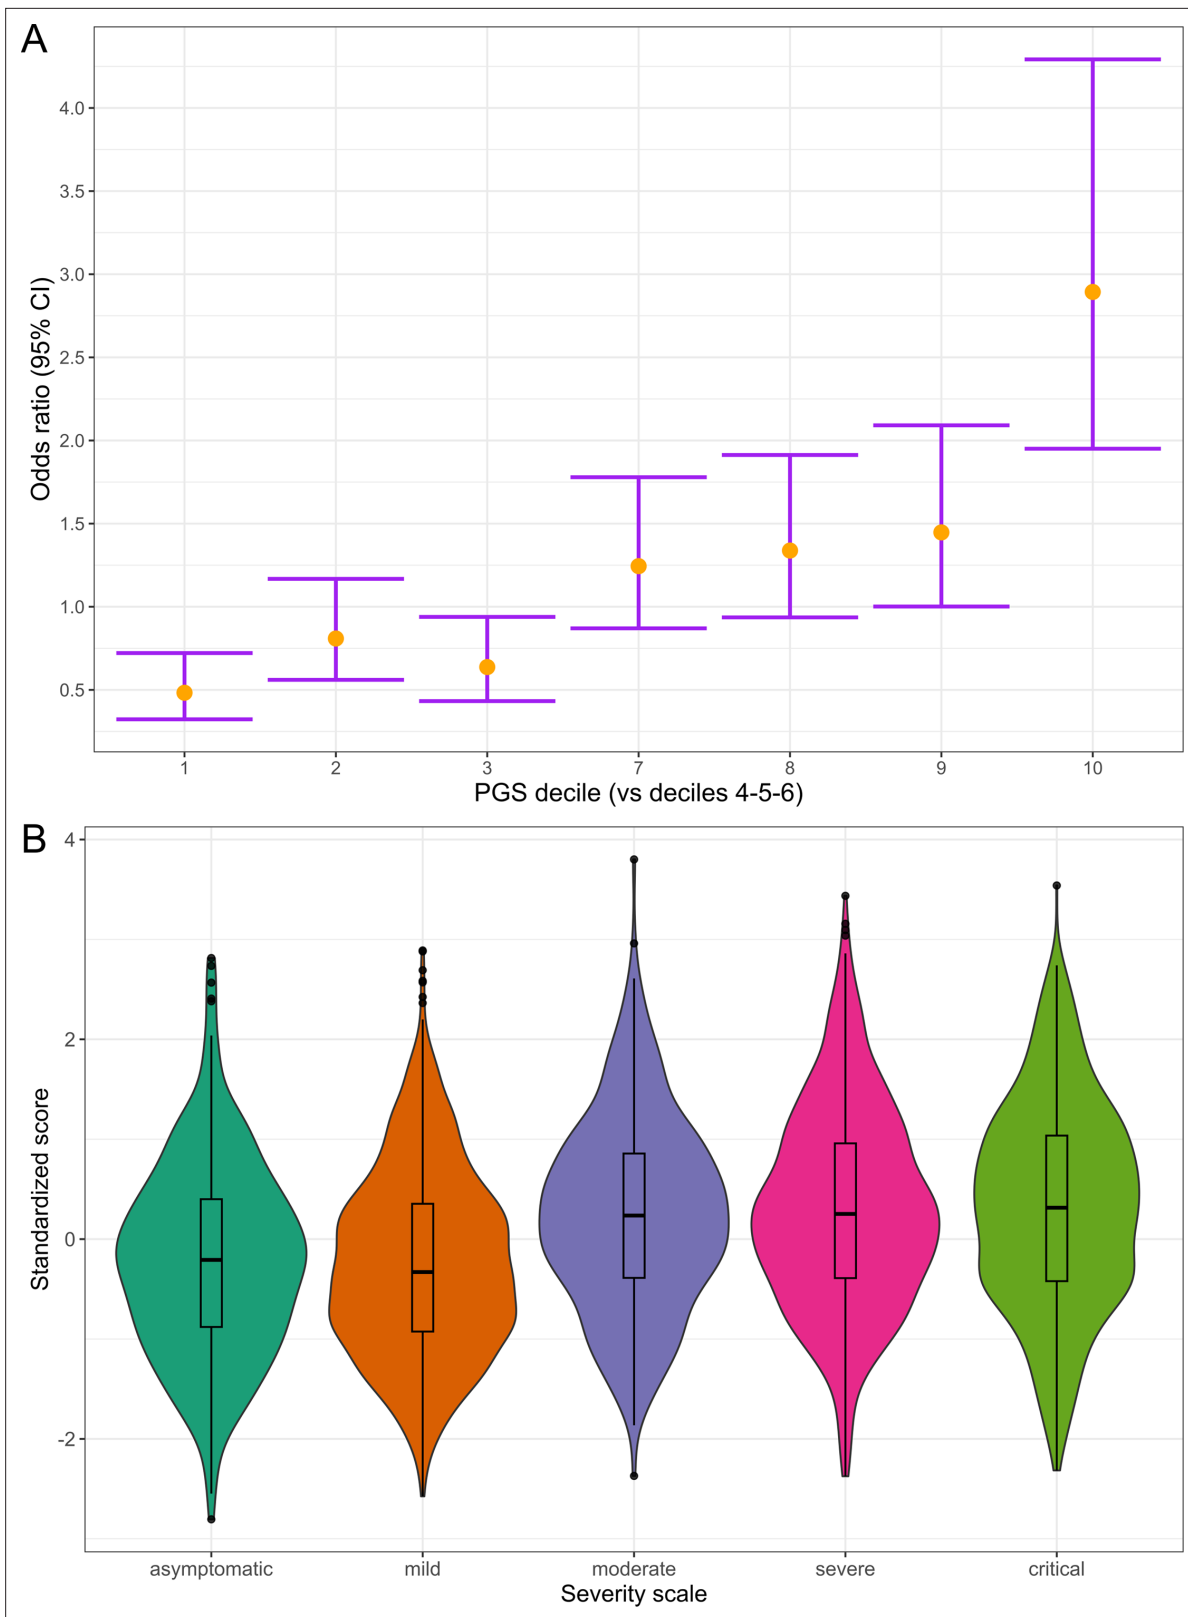 A
4.0
3.5
3.0
2.5
2.0
1.5
1.0
0.5
Odds ratio (95% CI)
1 2 3 7 8 9 10
PGS decile (vs deciles 4-5-6)
B
4
2
0
-2
Standardized score
asymptomatic mild moderate severe critical
Severity scale